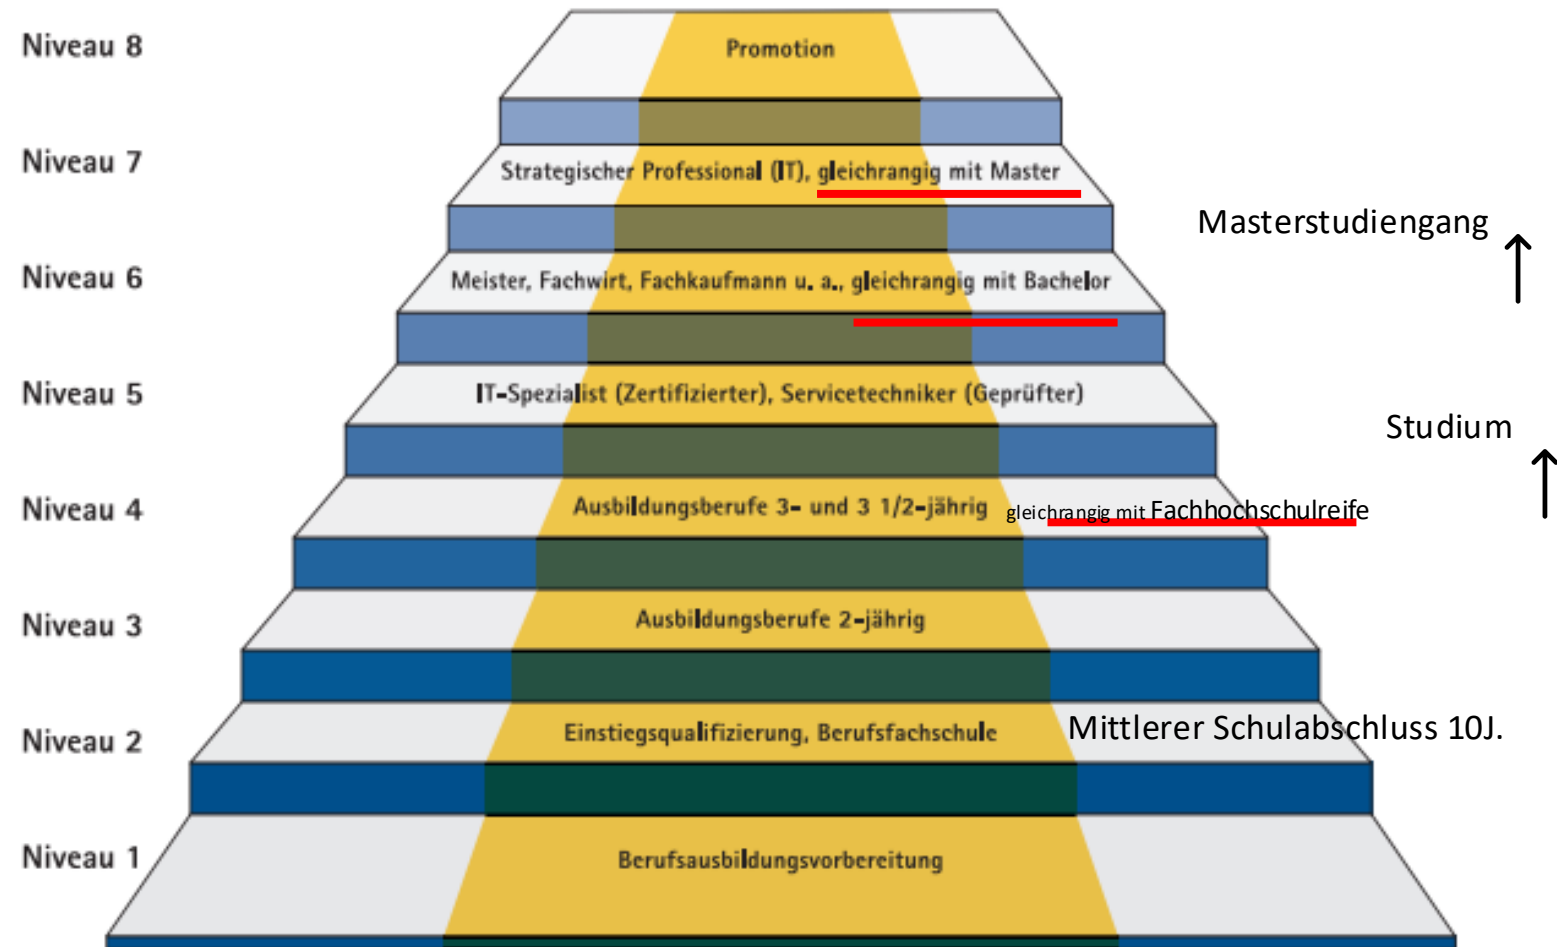 Niveau 8
Promotion
Niveau 7
Strategischer Professional (IT), gleichrangig mit Master
Masterstudiengang
Niveau 6
Meister, Fachwirt, Fachkaufmann u. a., gleichrangig mit Bachelor
Niveau 5
IT-Spezialist (Zertifizierter), Servicetechniker (Geprüfter)
Studium
Niveau 4
Ausbildungsberufe 3- und 3 1/2-jährig gleichrangig mit Fachhochschulreife
Niveau 3
Ausbildungsberufe 2-jährig
Niveau 2
Einstiegsqualifizierung, Berufsfachschule
Mittlerer Schulabschluss 10J.
Niveau 1
Berufsausbildungsvorbereitung